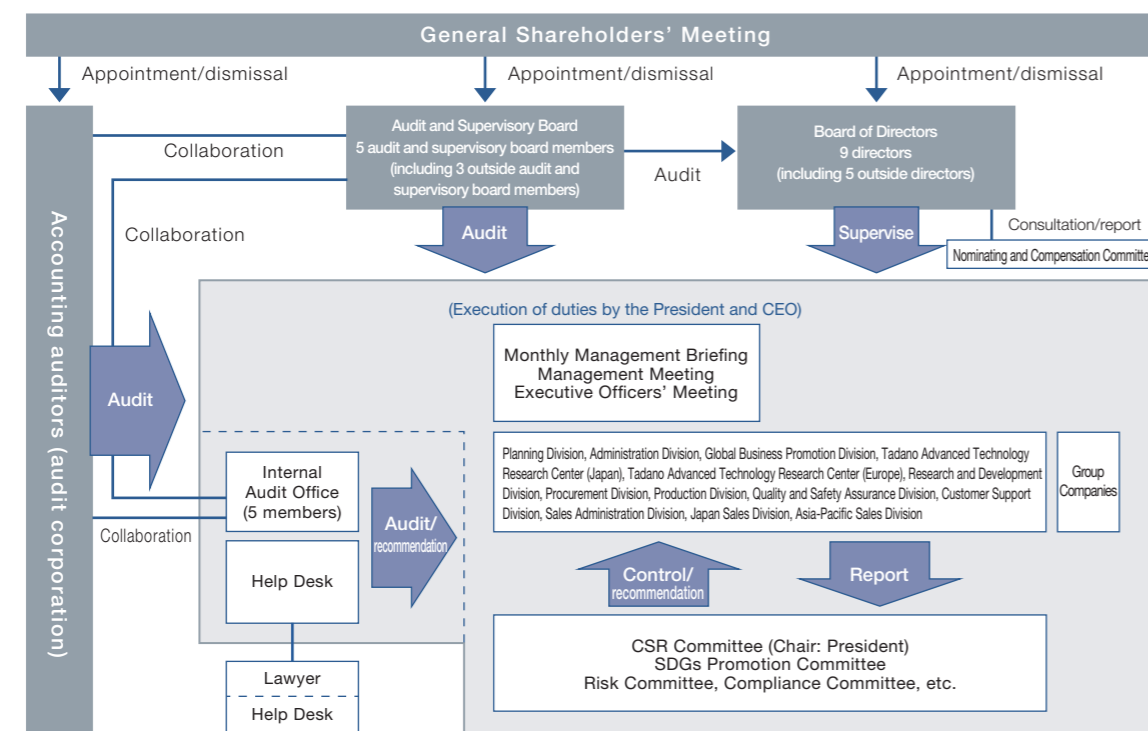 General Shareholders' Meeting
Appointment/dismissal
Appointment/dismissal
Appointment/dismissal
Accounting auditors (audit corporation)
Collaboration
Audit and Supervisory Board
5 audit and supervisory board members
(including 3 outside audit and
supervisory board members)
Audit
Board of Directors
9 directors
(including 5 outside directors)
Collaboration
Audit
Supervise
Consultation/report
Nominating and Compensation Committe
(Execution of duties by the President and CEO)
Monthly Management Briefing
Management Meeting
Executive Officers' Meeting
Audit
Planning Division, Administration Division, Global Business Promotion Division, Tadano Advanced Technology
Research Center (Japan), Tadano Advanced Technology Research Center (Europe), Research and Development
Division, Procurement Division, Production Division, Quality and Safety Assurance Division, Customer Support
Division, Sales Administration Division, Japan Sales Division, Asia-Pacific Sales Division
Group
Companies
Internal
Audit Office
(5 members)
Collaboration
Audit/
recommendation
Help Desk
Control/
recommendation
Report
CSR Committee (Chair: President)
SDGs Promotion Committee
Risk Committee, Compliance Committee, etc.
Lawyer
Help Desk